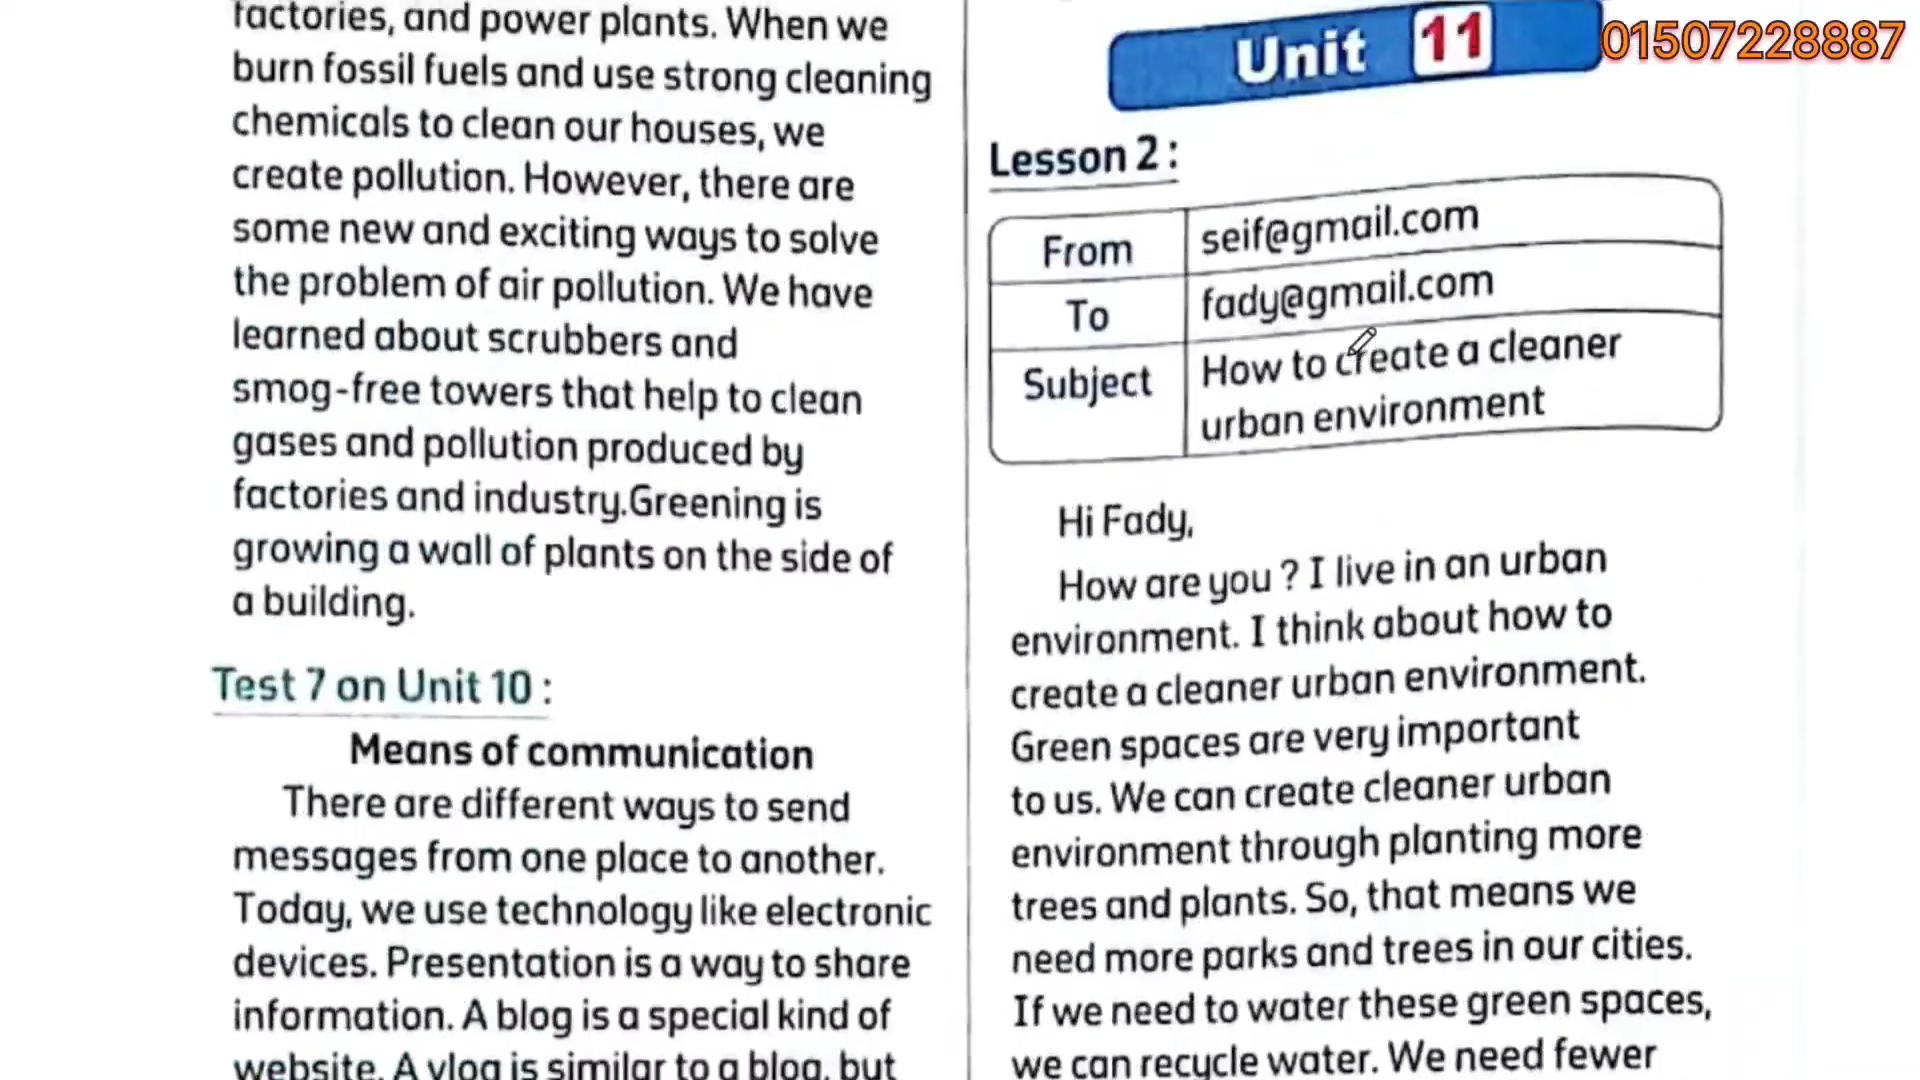 factories, and power plants. When we
burn fossil fuels and use strong cleaning
chemicals to clean our houses, we
create pollution. However, there are
some new and exciting ways to solve
the problem of air pollution. We have
learned about scrubbers and
smog-free towers that help to clean
gases and pollution produced by
factories and industry.Greening is
growing a wall of plants on the side of
a building.
Test 7 on Unit 10 :
Means of communication
There are different ways to send
messages from one place to another.
Today, we use technology like electronic
devices. Presentation is a way to share
information. A blog is a special kind of
website. A vlog is similar to a blog, but
Unit 11
01507228887
Lesson 2 :
From seif@gmail.com
To fady@gmail.com
Subject How to create a cleaner
urban environment
Hi Fady,
How are you ? I live in an urban
environment. I think about how to
create a cleaner urban environment.
Green spaces are very important
to us. We can create cleaner urban
environment through planting more
trees and plants. So, that means we
need more parks and trees in our cities.
If we need to water these green spaces,
we can recycle water. We need fewer